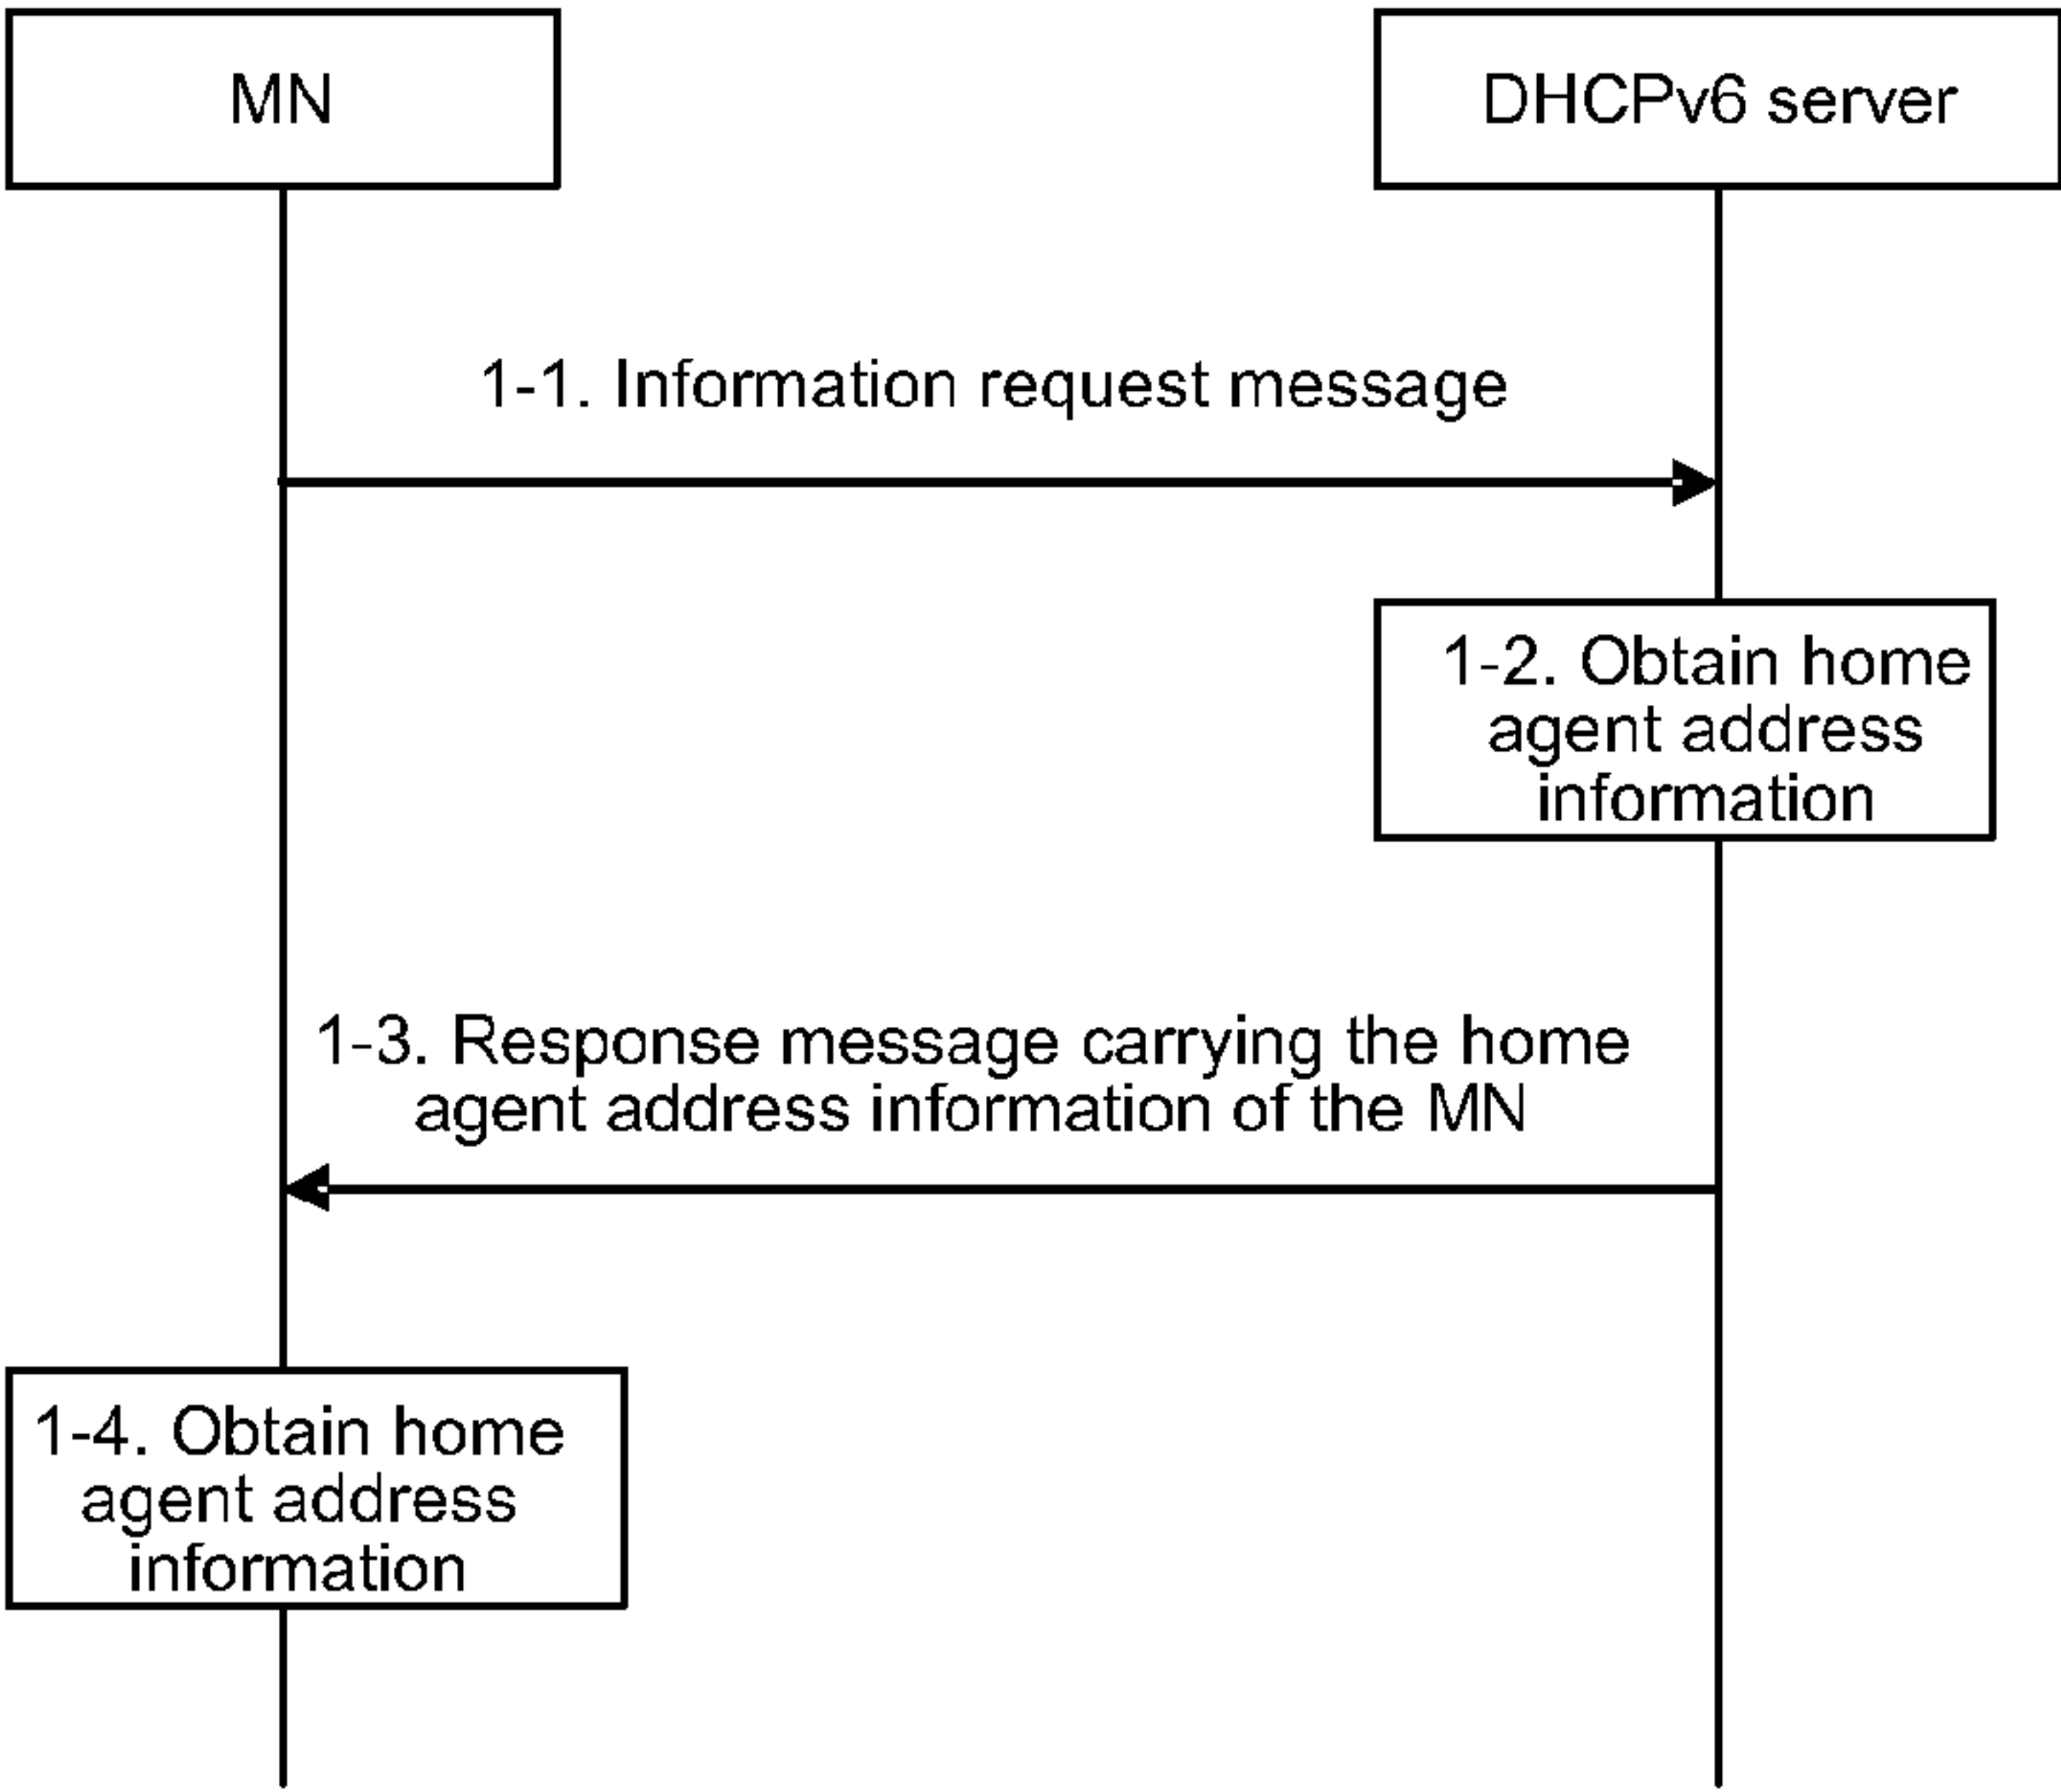 MN
DHCPv6 server
1-1. Information request message
1-2. Obtain home
agent address
information
1-3. Response message carrying the home
agent address information of the MN
1-4. Obtain home
agent address
information